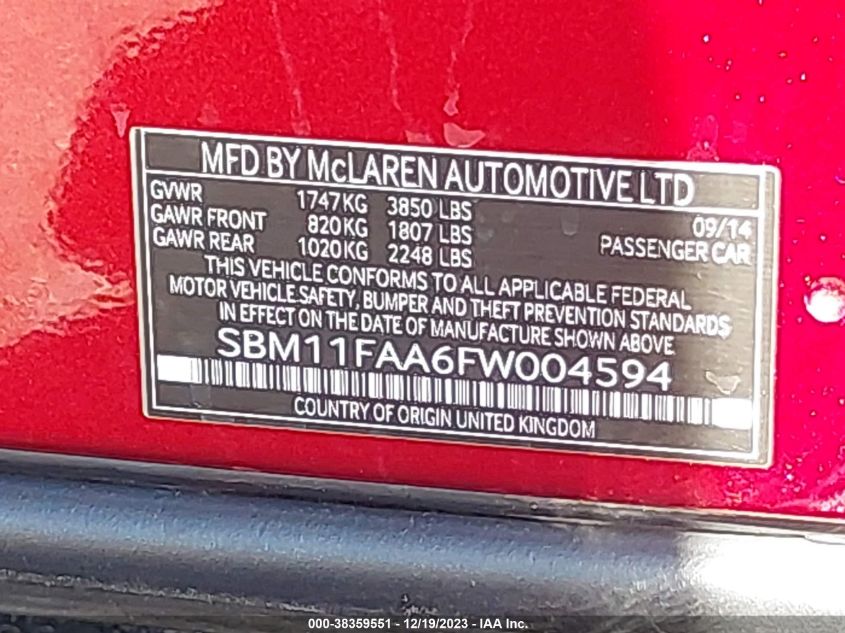 MFD BY McLAREN AUTOMOTIVE LTD
GVWR 1747KG 3850 LBS 09/14
GAWR FRONT 820KG 1807 LBS PASSENGER CAR
GAWR REAR 1020KG 2248 LBS
THIS VEHICLE CONFORMS TO ALL APPLICABLE FEDERAL
MOTOR VEHICLE SAFETY, BUMPER AND THEFT PREVENTION STANDARDS
IN EFFECT ON THE DATE OF MANUFACTURE SHOWN ABOVE
SBM11FAA6FW004594
COUNTRY OF ORIGIN UNITED KINGDOM
000-38359551 - 12/19/2023 - IAA Inc.